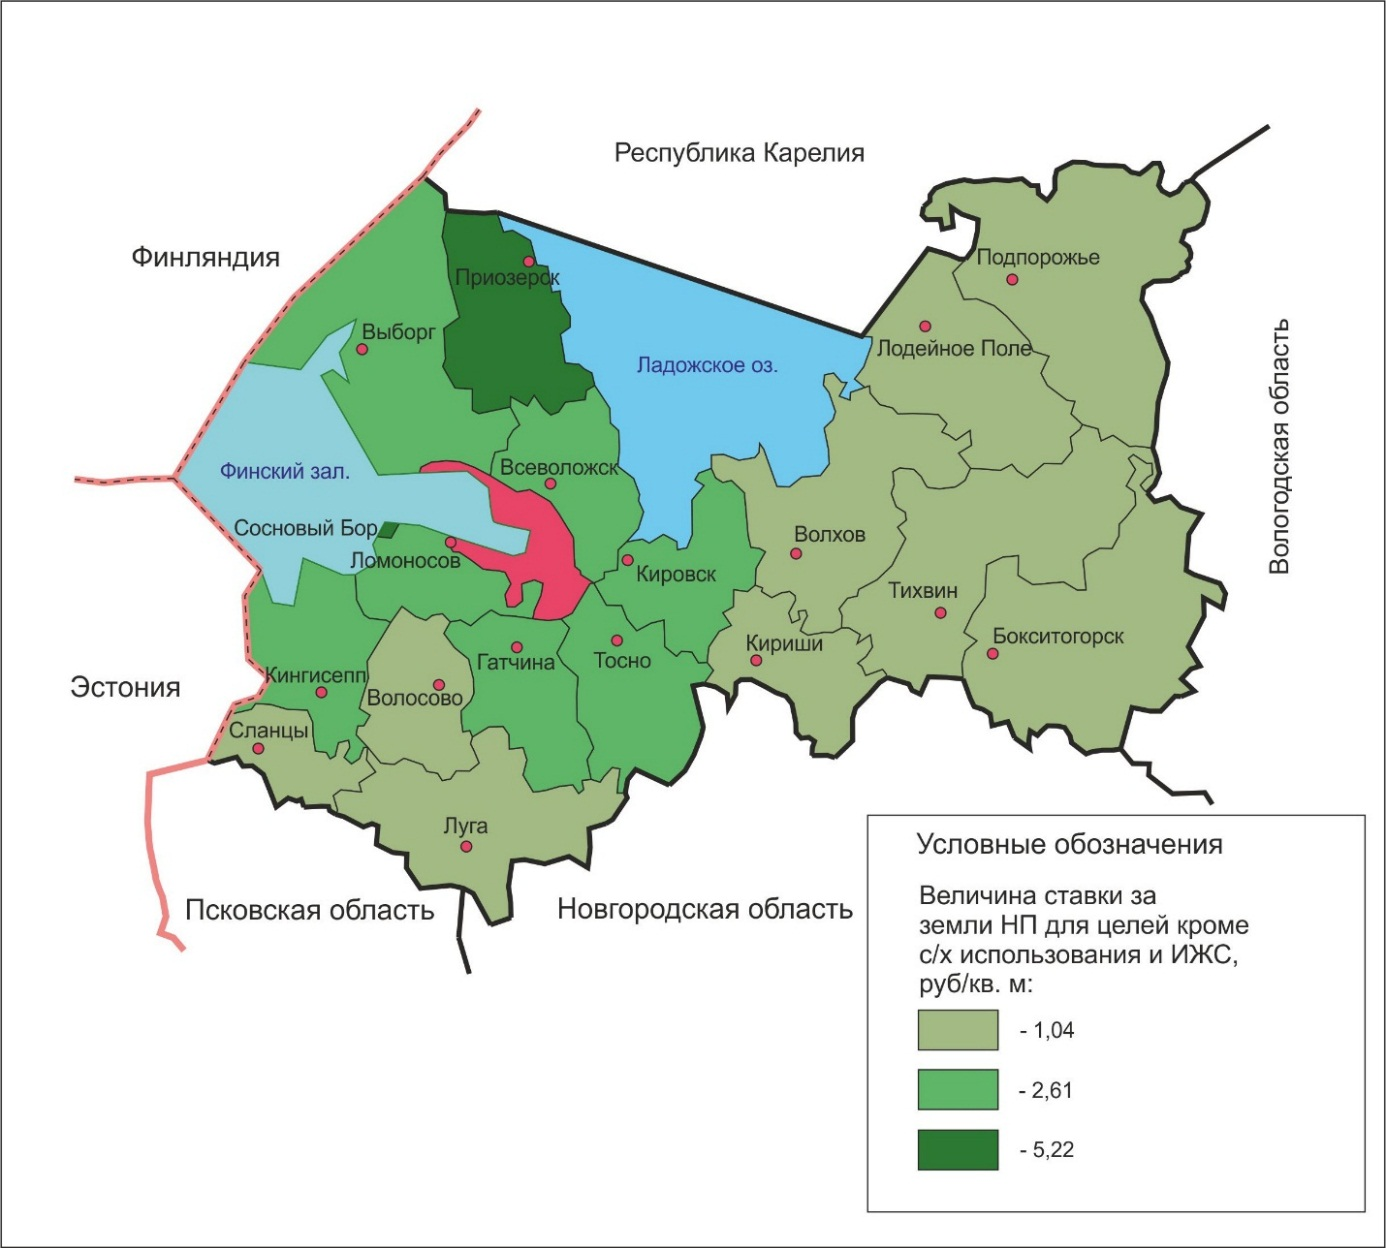 Республика Карелия
Финляндия
Подпорожье
Приозерск
Выборг
Лодейное Поле
Ладожское оз.
Вологодская область
Финский зал.
Всеволожск
Сосновый Бор
Волхов
Ломоносов
Кировск
Тихвин
Бокситогорск
Кириши
Гатчина
Тосно
Кингисепп
Эстония
Волосово
Сланцы
Луга
Псковская область
Новгородская область
Условные обозначения
Величина ставки за
земли НП для целей кроме
с/х использования и ИЖС,
руб/кв. м:
- 1,04
- 2,61
- 5,22